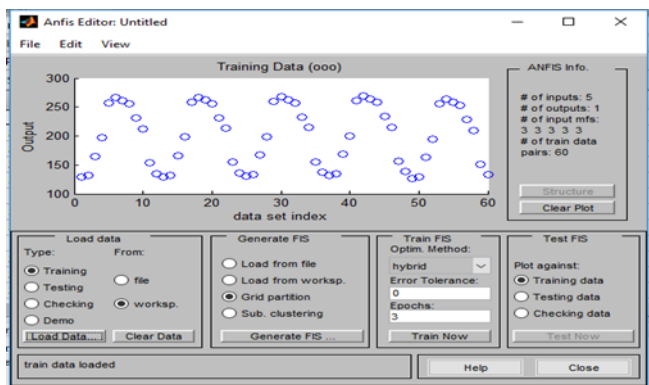 Anfis Editor: Untitled
File Edit View
Training Data (ooo)
300
250
200
150
100
Output
0 10 20 30 40 50 60
data set index
ANFIS Info.
# of inputs: 5
# of outputs: 1
# of input mfs:
3 3 3 3 3
# of train data
pairs: 60
Structure
Clear Plot
Load data
Type: From:
Training
Testing
Checking
Demo
file
worksp.
Load Data... Clear Data
Generate FIS
Load from file
Load from worksp.
Grid partition
Sub. clustering
Generate FIS ...
Train FIS
Optim. Method:
hybrid
Error Tolerance:
0
Epochs:
3
Train Now
Test FIS
Plot against:
Training data
Testing data
Checking data
Test Now
train data loaded
Help Close